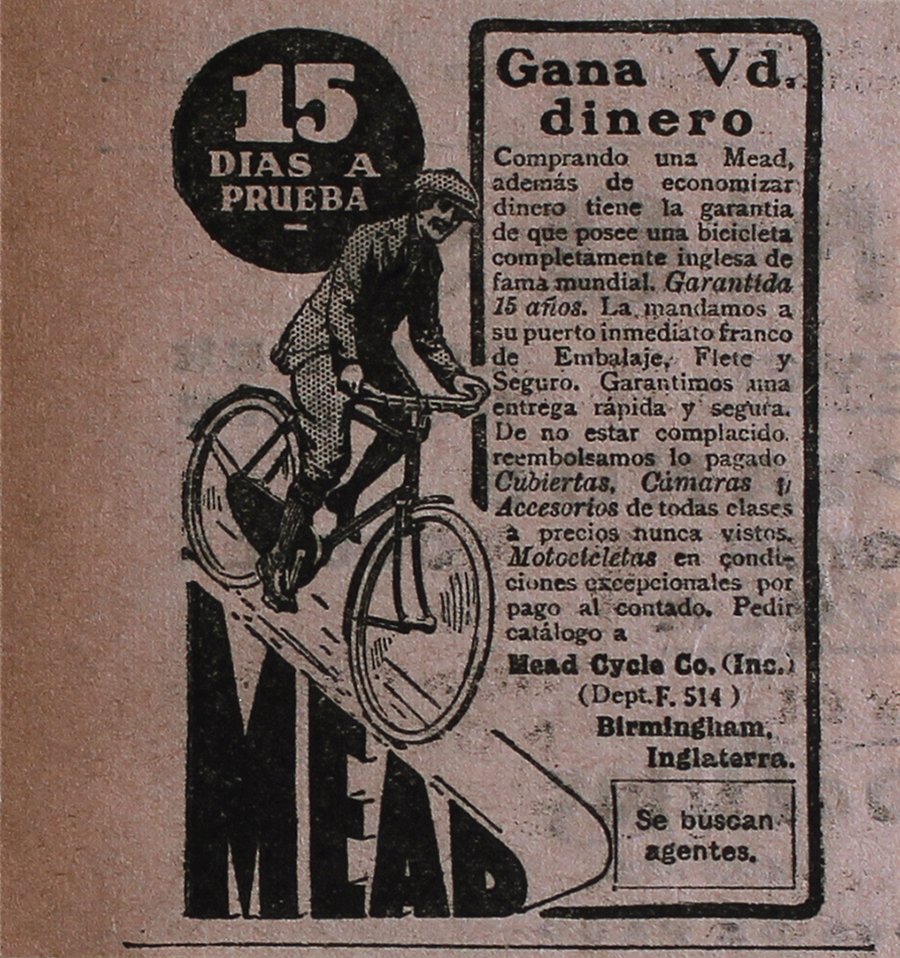 15
DIAS A
PRUEBA
Gana Vd.
dinero
Comprando una Mead,
además de economizar
dinero tiene la garantia
de que posee una bicicleta
completamente inglesa de
fama mundial. Garantida
15 años. La mandamos a
su puerto inmediato franco
de Embalaje, Flete y
Seguro. Garantimos una
entrega rápida y segura.
De no estar complacido.
reembolsamos lo pagado
Cubiertas, Cámaras y
Accesorios de todas clases
a precios nunca vistos.
Motocicletas en condi-
ciones excepcionales por
pago al contado. Pedir
catálogo a
Mead Cycle Co. (Inc.)
(Dept. F. 514)
Birmingham,
Inglaterra.
Se buscan
agentes.
MEAD